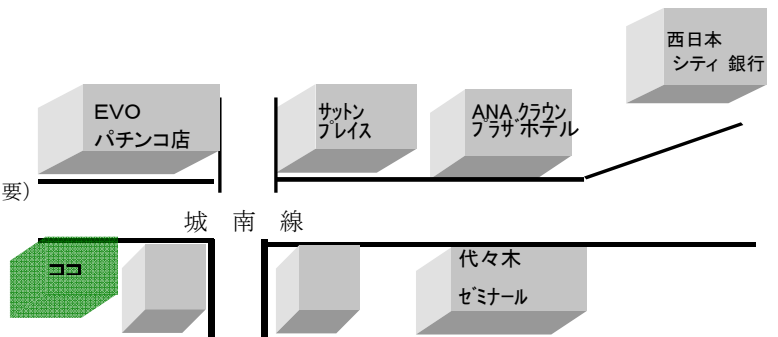 西日本
シティ 銀行
EVO
パチンコ店
サットン
プレイス
ANA クラウン
プラザホテル
要)
城 南 線
ココ
代々木
ゼミナール